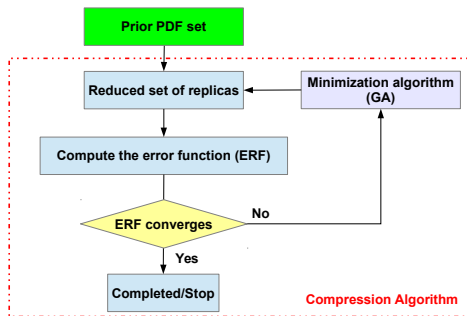 Prior PDF set
Reduced set of replicas
Minimization algorithm
(GA)
Compute the error function (ERF)
ERF converges
No
Yes
Completed/Stop
Compression Algorithm